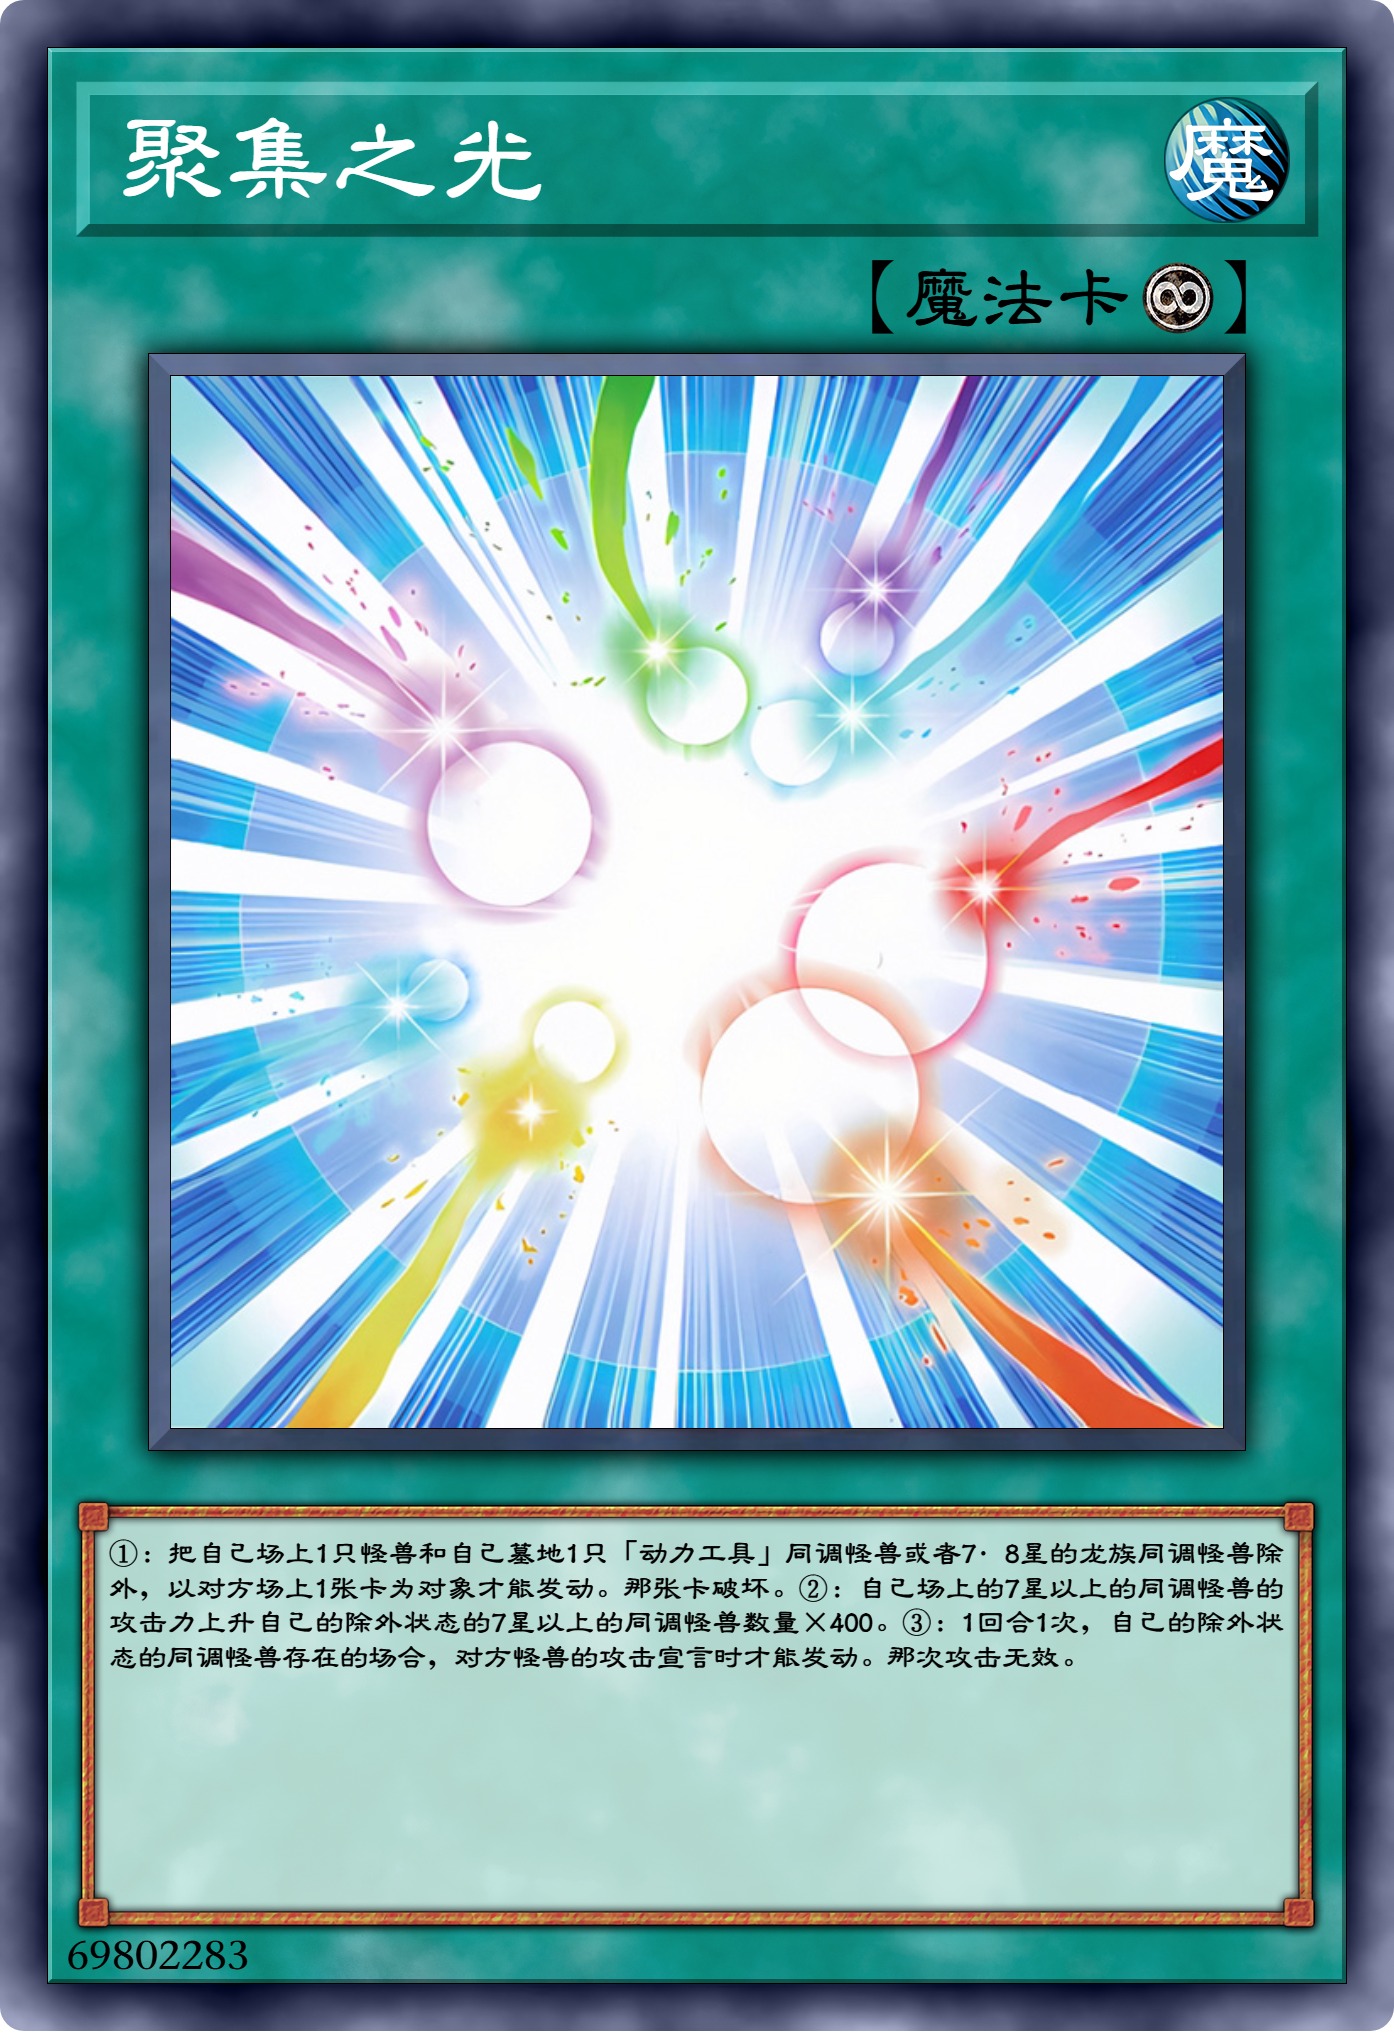 聚集之光
魔
【魔法卡】
①：把自己场上1只怪兽和自己墓地1只「动力工具」同调怪兽或者7·8星的龙族同调怪兽除
外，以对方场上1张卡为对象才能发动。那张卡破坏。②：自己场上的7星以上的同调怪兽的
攻击力上升自己的除外状态的7星以上的同调怪兽数量×400。③：1回合1次，自己的除外状
态的同调怪兽存在的场合，对方怪兽的攻击宣言时才能发动。那次攻击无效。
69802283